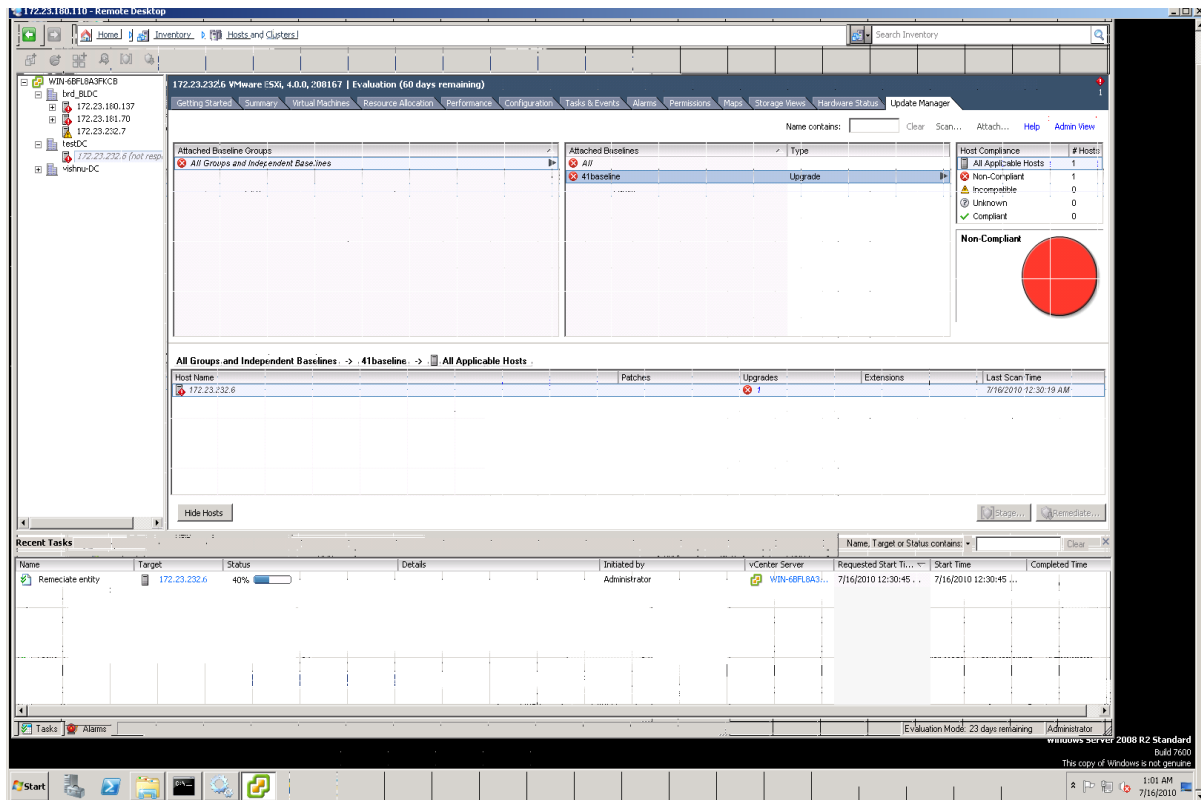 172.23.180.110 - Remote Desktop
Home Inventory Hosts and Clusters Search Inventory
WIN-6BFL8A3FKCB
brd_BLDC
172.23.180.137
172.23.181.70
172.23.232.7
testDC
172.23.232.6 (not resp
vishnu-DC
172.23.232.6 VMware ESXi, 4.0.0, 208167 | Evaluation (60 days remaining)
1
Getting Started Summary Virtual Machines Resource Allocation Performance Configuration Tasks & Events Alarms Permissions Maps Storage Views Hardware Status Update Manager
Name contains: Clear Scan... Attach... Help Admin View
Attached Baseline Groups
All Groups and Independent Baselines
Attached Baselines Type
All
41baseline Upgrade
Host Compliance # Hosts
All Applicable Hosts 1
Non-Compliant 1
Incompatible 0
Unknown 0
Compliant 0
Non-Compliant
All Groups and Independent Baselines -> 41baseline -> All Applicable Hosts
Host Name Patches Upgrades Extensions Last Scan Time
172.23.232.6 1 7/16/2010 12:30:19 AM
Hide Hosts Stage... Remediate...
Recent Tasks Name, Target or Status contains: Clear
Name Target Status Details Initiated by vCenter Server Requested Start Ti... Start Time Completed Time
Remediate entity 172.23.232.6 40% Administrator WIN-6BFL8A3... 7/16/2010 12:30:45 ... 7/16/2010 12:30:45 ...
Tasks Alarms Evaluation Mode: 23 days remaining Administrator
Windows Server 2008 R2 Standard
Build 7600
This copy of Windows is not genuine
Start 1:01 AM
7/16/2010